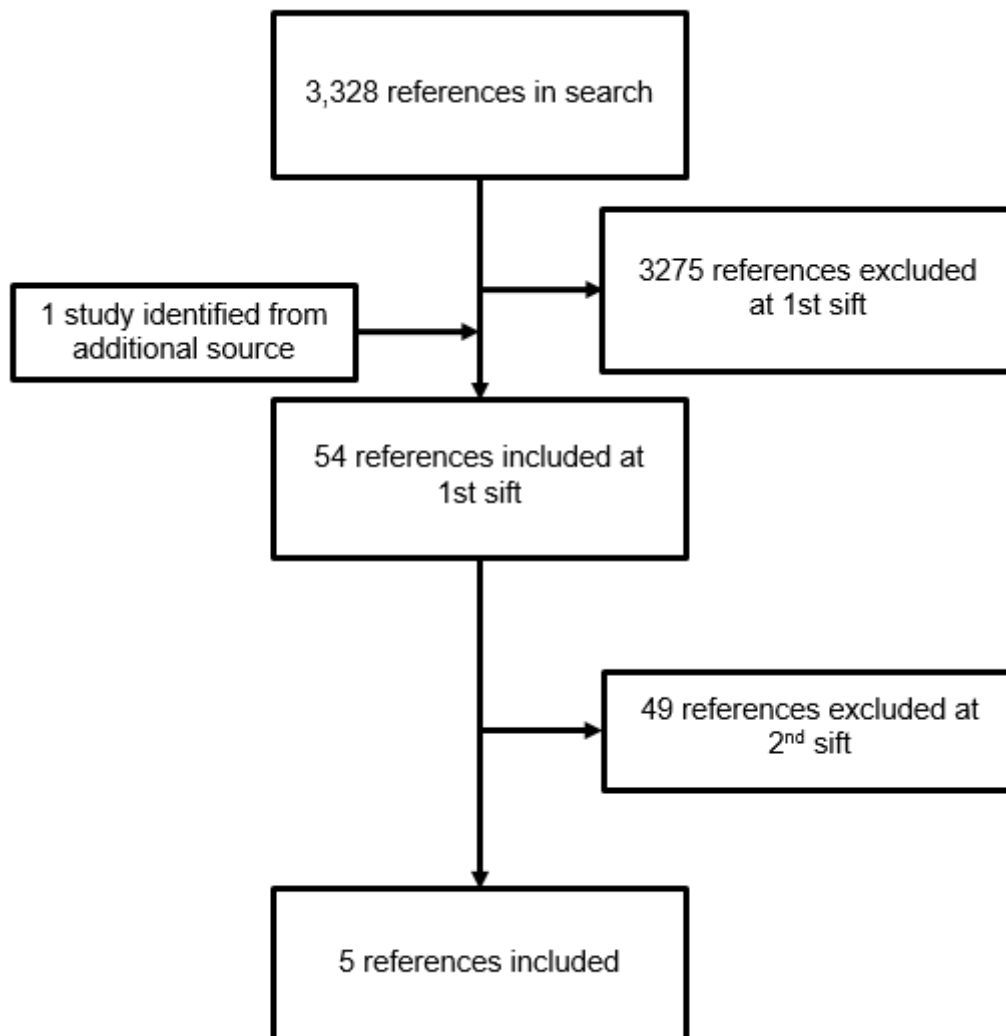 3,328 references in search
3275 references excluded
at 1st sift
1 study identified from
additional source
54 references included at
1st sift
49 references excluded at
2nd sift
5 references included